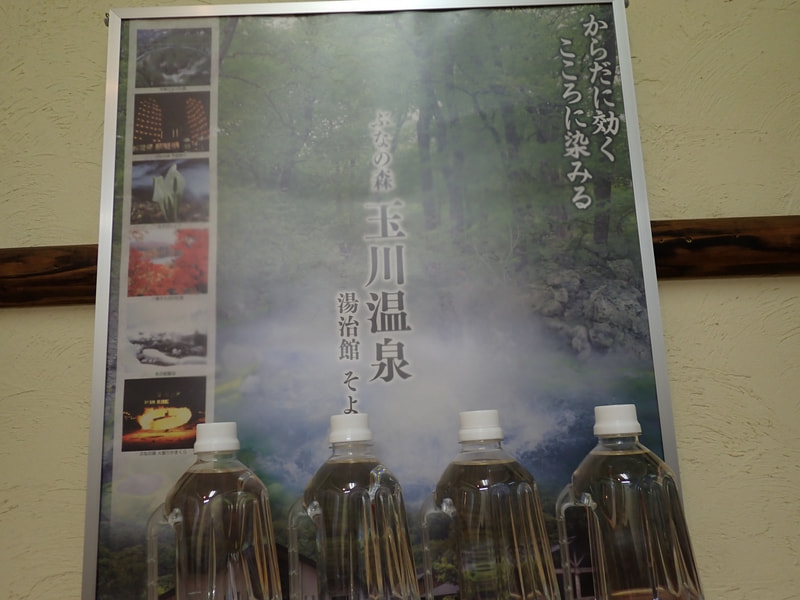 からだに効く
こころに染みる
ぶなの森
玉川温泉
湯治館 そよ